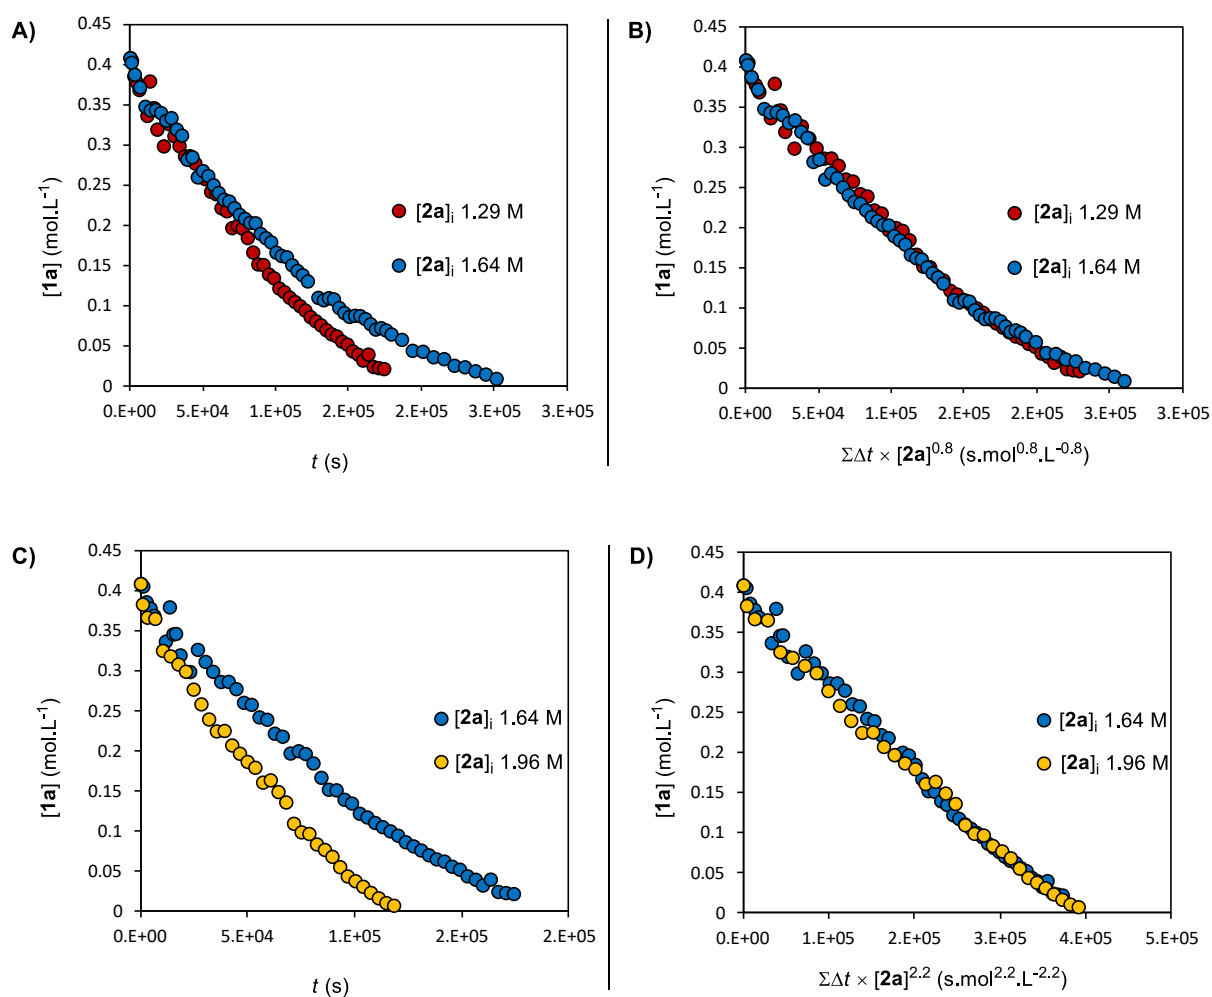 A)
0.45
0.4
0.35
0.3
0.25
0.2
0.15
0.1
0.05
0
[1a] (mol.L⁻¹)
[2a]ᵢ 1.29 M
[2a]ᵢ 1.64 M
0.E+00 5.E+04 1.E+05 2.E+05 2.E+05 3.E+05 3.E+05
t (s)
B)
0.45
0.4
0.35
0.3
0.25
0.2
0.15
0.1
0.05
0
[1a] (mol.L⁻¹)
[2a]ᵢ 1.29 M
[2a]ᵢ 1.64 M
0.E+00 5.E+04 1.E+05 2.E+05 2.E+05 3.E+05 3.E+05
ΣΔt × [2a]⁰·⁸ (s.mol⁰·⁸.L⁻⁰·⁸)
C)
0.45
0.4
0.35
0.3
0.25
0.2
0.15
0.1
0.05
0
[1a] (mol.L⁻¹)
[2a]ᵢ 1.64 M
[2a]ᵢ 1.96 M
0.E+00 5.E+04 1.E+05 2.E+05 2.E+05
t (s)
D)
0.45
0.4
0.35
0.3
0.25
0.2
0.15
0.1
0.05
0
[1a] (mol.L⁻¹)
[2a]ᵢ 1.64 M
[2a]ᵢ 1.96 M
0.E+00 1.E+05 2.E+05 3.E+05 4.E+05 5.E+05
ΣΔt × [2a]²·² (s.mol²·².L⁻²·²)